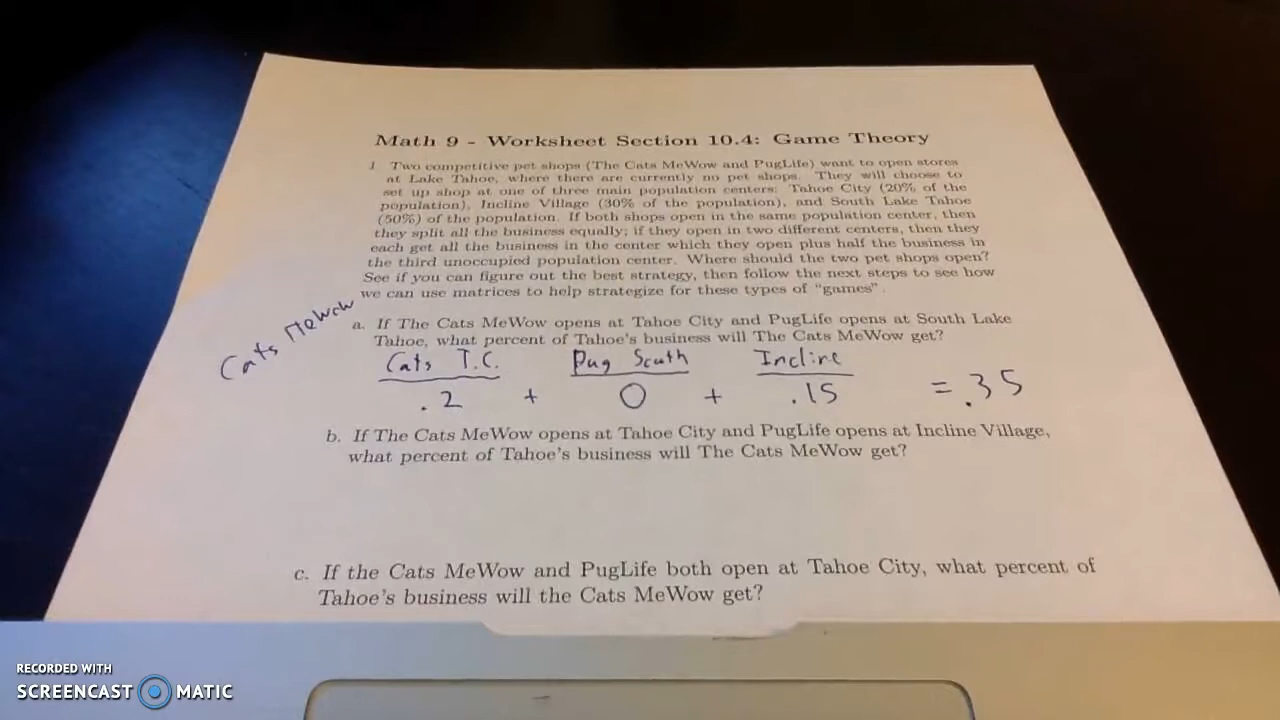 Math 9 - Worksheet Section 10.4: Game Theory
1 Two competitive pet shops (The Cats MeWow and PugLife) want to open stores
at Lake Tahoe, where there are currently no pet shops. They will choose to
set up shop at one of three main population centers: Tahoe City (20% of the
population), Incline Village (30% of the population), and South Lake Tahoe
(50%) of the population. If both shops open in the same population center, then
they split all the business equally; if they open in two different centers, then they
each get all the business in the center which they open plus half the business in
the third unoccupied population center. Where should the two pet shops open?
See if you can figure out the best strategy, then follow the next steps to see how
we can use matrices to help strategize for these types of "games".
Cats MeWow
a. If The Cats MeWow opens at Tahoe City and PugLife opens at South Lake
Tahoe, what percent of Tahoe's business will The Cats MeWow get?
Cats T.C. Pug South Incline
.2 + 0 + .15 = .35
b. If The Cats MeWow opens at Tahoe City and PugLife opens at Incline Village,
what percent of Tahoe's business will The Cats MeWow get?
c. If the Cats MeWow and PugLife both open at Tahoe City, what percent of
Tahoe's business will the Cats MeWow get?
RECORDED WITH
SCREENCAST MATIC